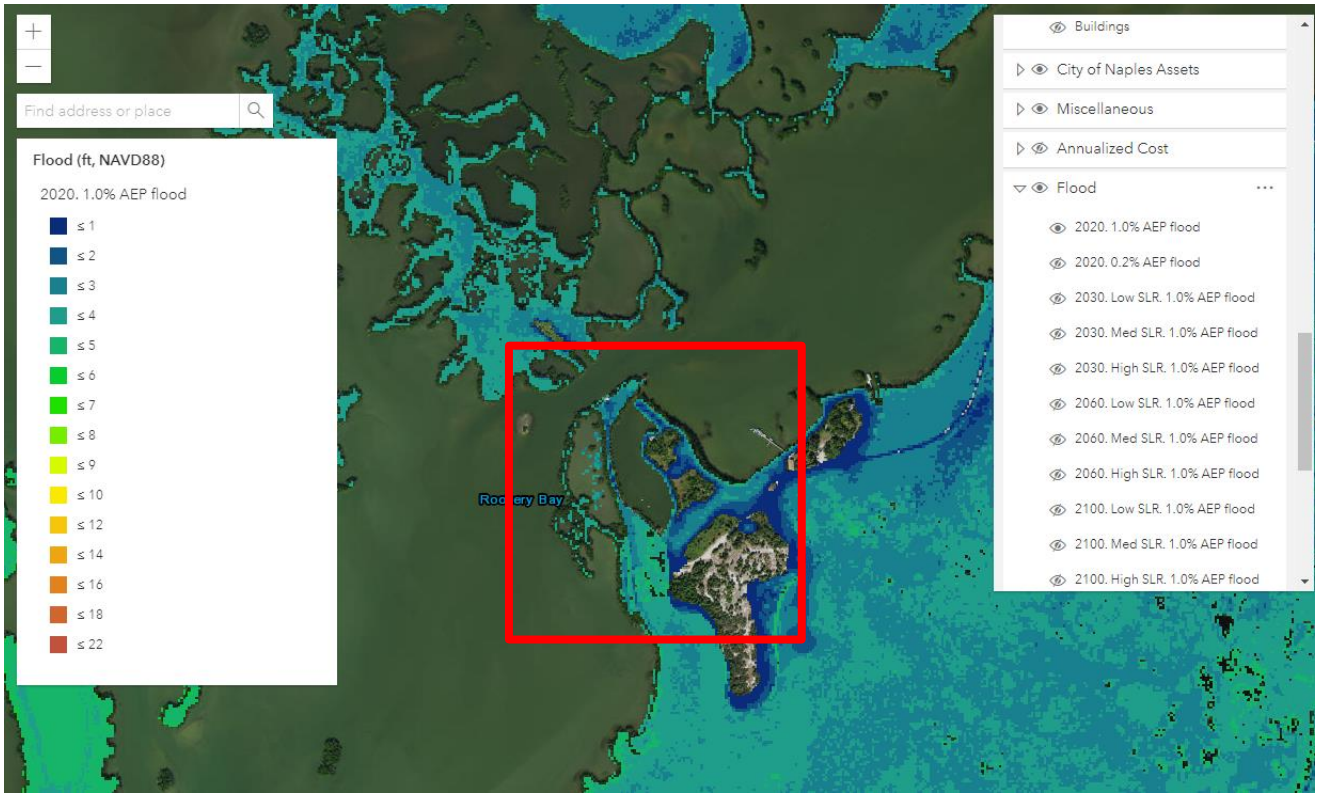 +
−
Find address or place
Flood (ft, NAVD88)
2020. 1.0% AEP flood
≤ 1
≤ 2
≤ 3
≤ 4
≤ 5
≤ 6
≤ 7
≤ 8
≤ 9
≤ 10
≤ 12
≤ 14
≤ 16
≤ 18
≤ 22
Rookery Bay
Buildings
City of Naples Assets
Miscellaneous
Annualized Cost
Flood ...
2020. 1.0% AEP flood
2020. 0.2% AEP flood
2030. Low SLR. 1.0% AEP flood
2030. Med SLR. 1.0% AEP flood
2030. High SLR. 1.0% AEP flood
2060. Low SLR. 1.0% AEP flood
2060. Med SLR. 1.0% AEP flood
2060. High SLR. 1.0% AEP flood
2100. Low SLR. 1.0% AEP flood
2100. Med SLR. 1.0% AEP flood
2100. High SLR. 1.0% AEP flood